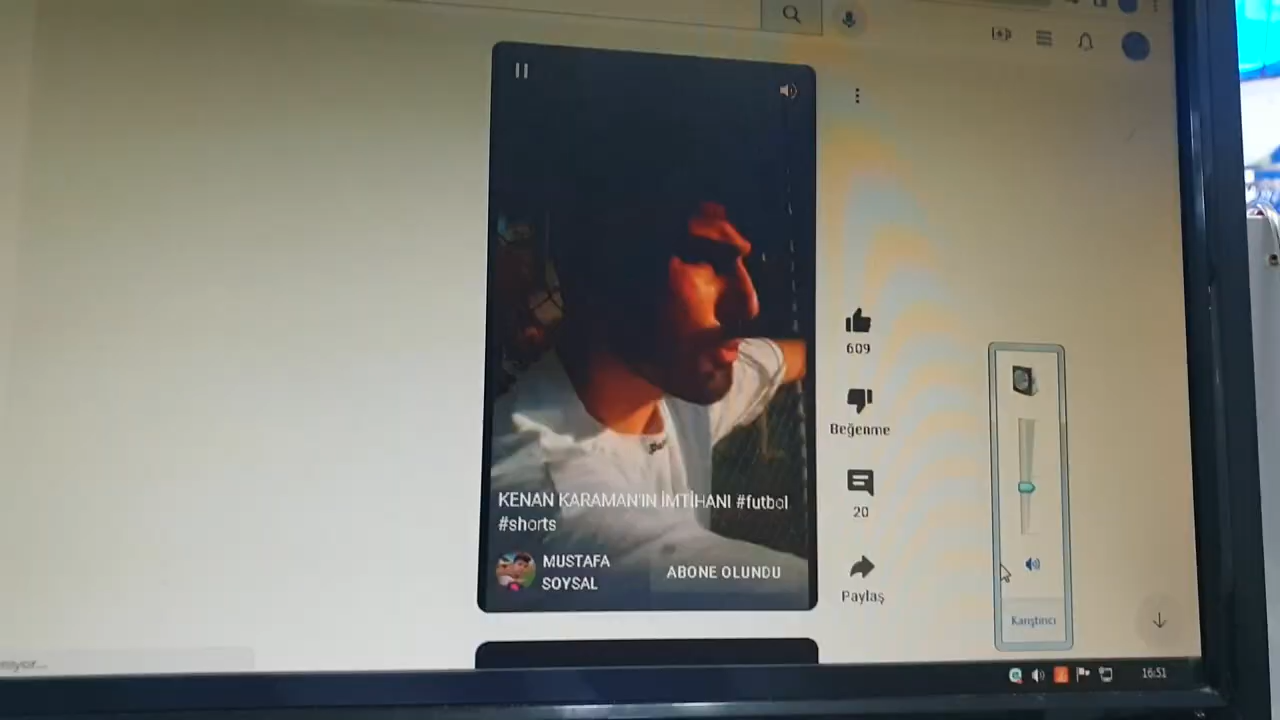 609
Beğenme
20
Paylaş
KENAN KARAMAN'IN İMTİHANI #futbol
#shorts
MUSTAFA
SOYSAL
ABONE OLUNDU
Karıştırıcı
16:51